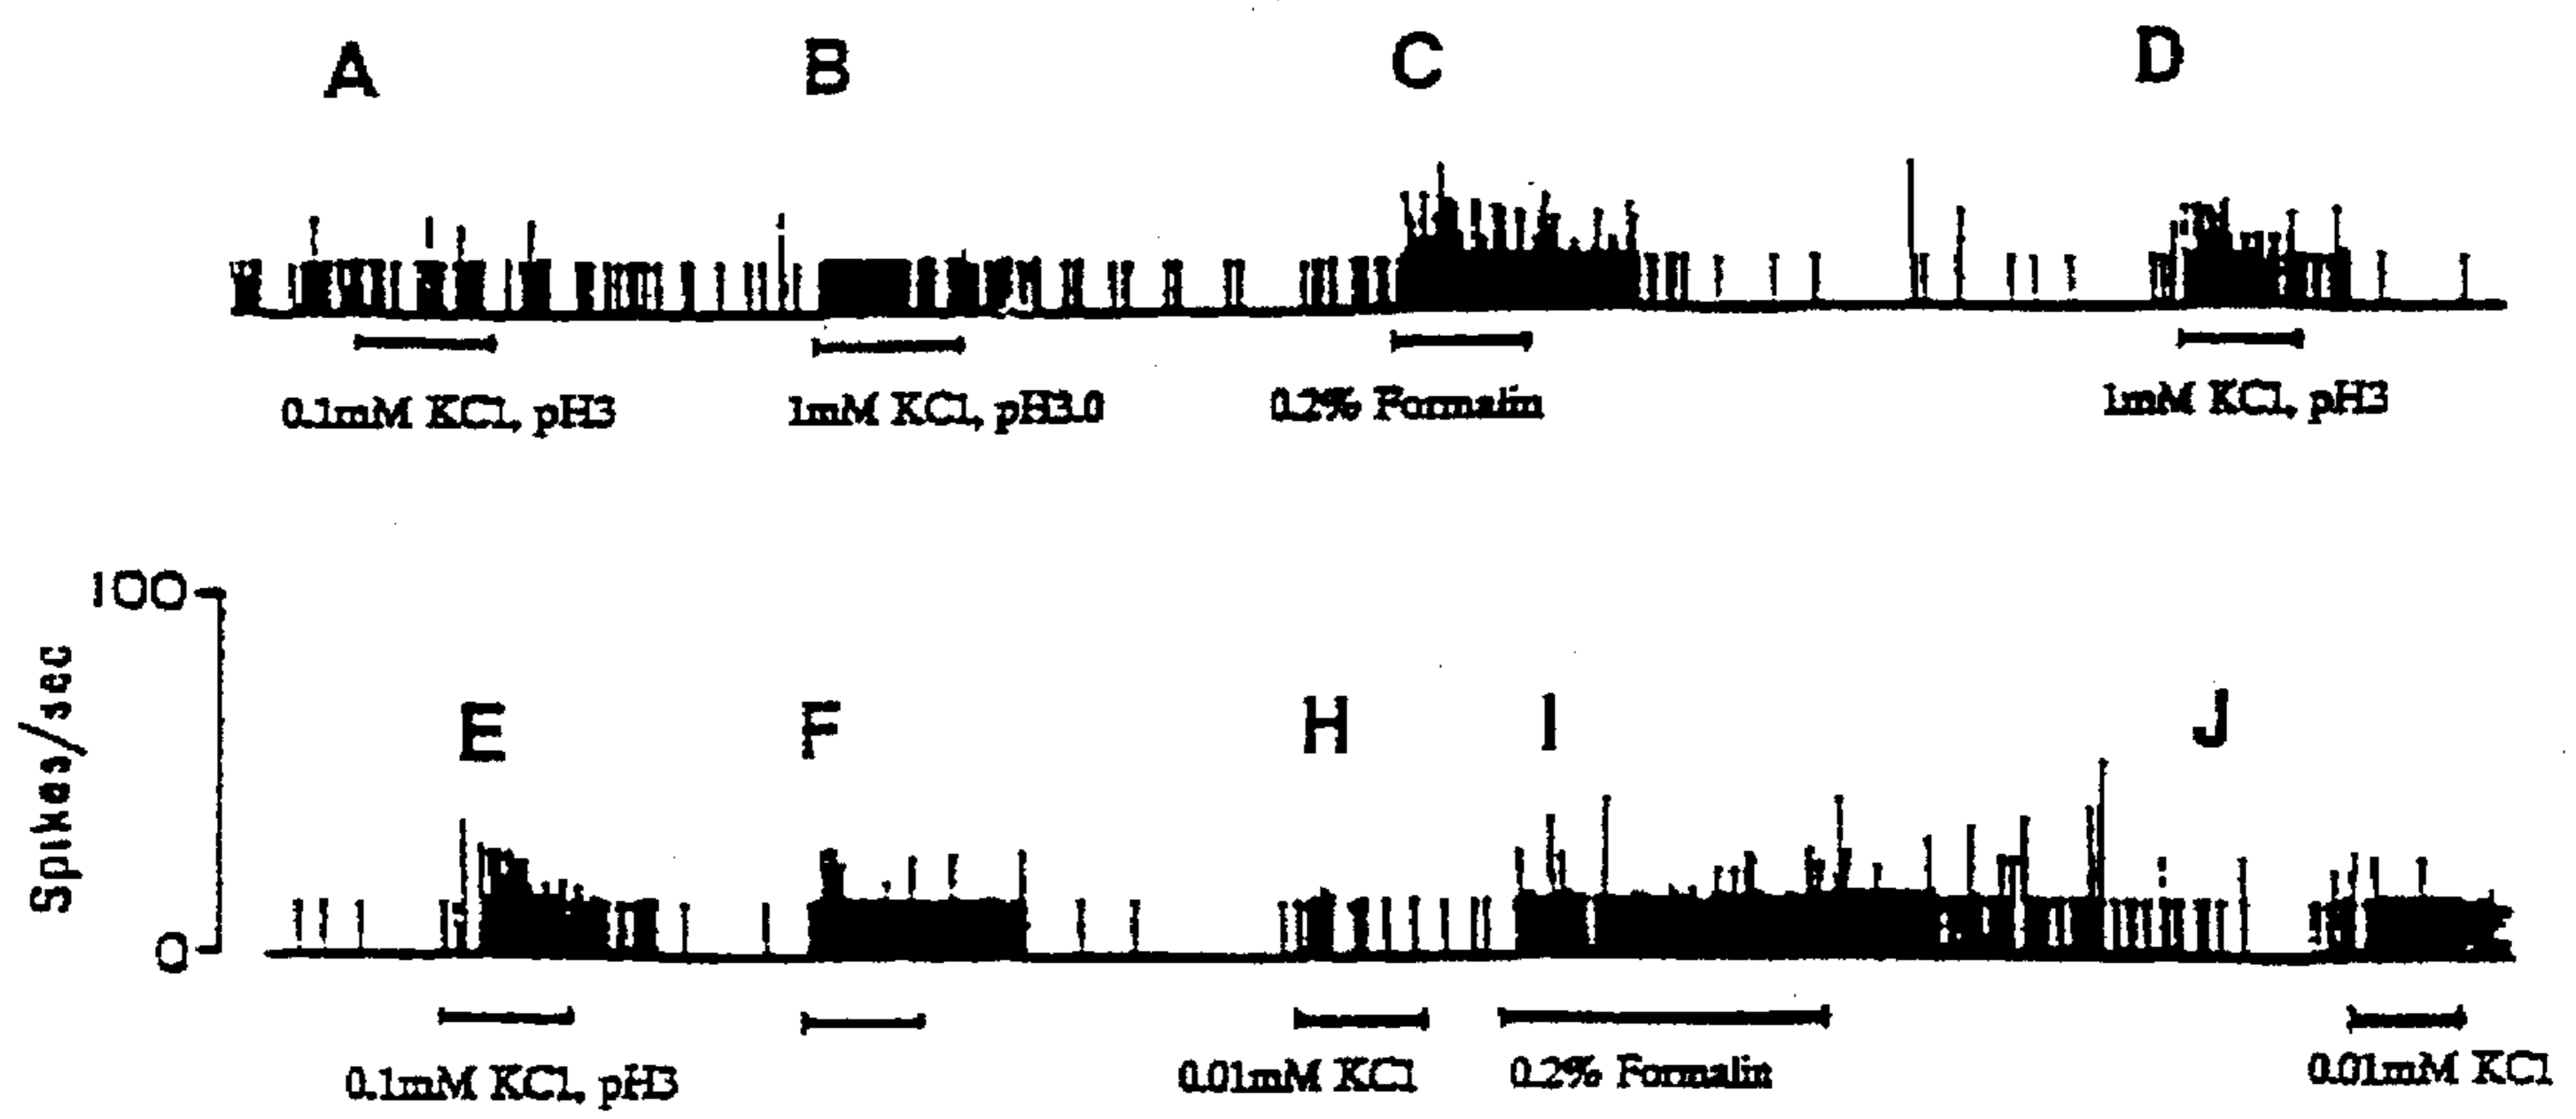 A B C D
0.1mM KCl, pH3 1mM KCl, pH3.0 0.2% Formalin 1mM KCl, pH3
100
Spikes/sec
0
E F H I J
0.1mM KCl, pH3 0.01mM KCl 0.2% Formalin 0.01mM KCl